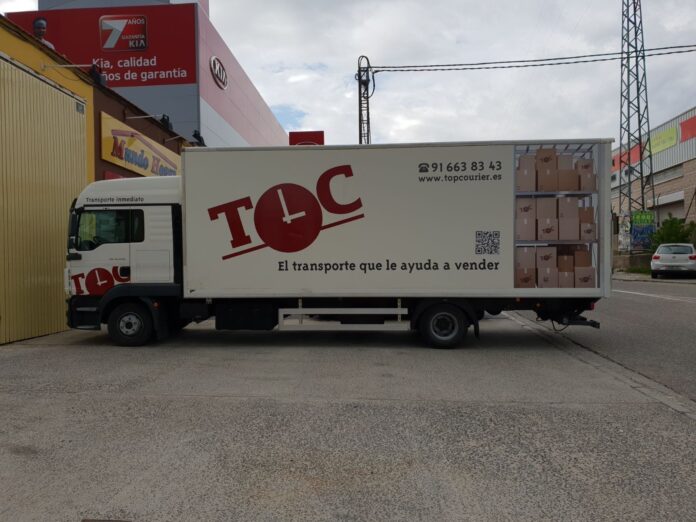 7 AÑOS
GARANTÍA
KIA
Kia, calidad
años de garantía
KIA
Mundo
Transporte inmediato
TOC
TOC
91 663 83 43
www.topcourier.es
El transporte que le ayuda a vender